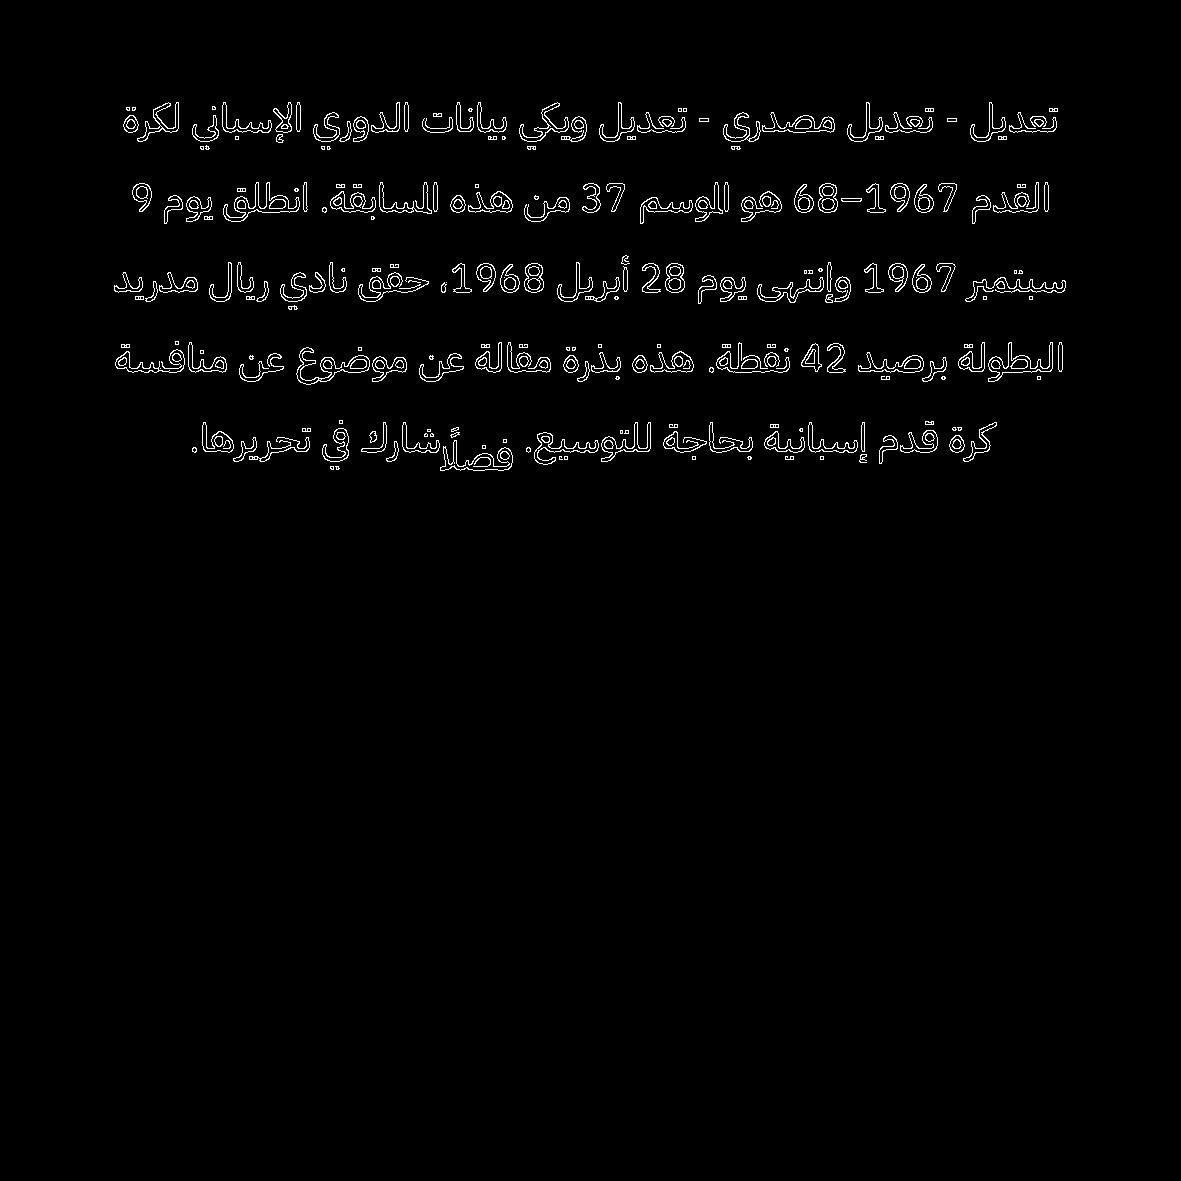 تعديل - تعديل مصدري - تعديل ويكي بيانات الدوري الإسباني لكرة
القدم 1967–68 هو الموسم 37 من هذه المسابقة. انطلق يوم 9
سبتمبر 1967 وإنتهى يوم 28 أبريل 1968، حقق نادي ريال مدريد
البطولة برصيد 42 نقطة. هذه بذرة مقالة عن موضوع عن منافسة
كرة قدم إسبانية بحاجة للتوسيع. فضلًا شارك في تحريرها.